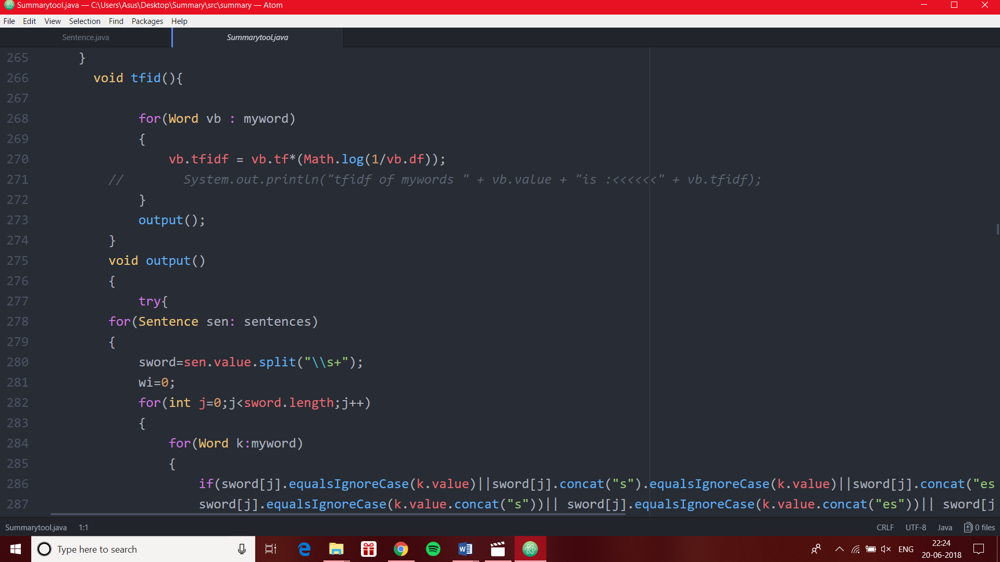 Summarytool.java — C:\Users\Asus\Desktop\Summary\src\summary — Atom
File Edit View Selection Find Packages Help
Sentence.java Summarytool.java
265 }
266 void tfid(){
267
268 for(Word vb : myword)
269 {
270 vb.tfidf = vb.tf*(Math.log(1/vb.df));
271 // System.out.println("tfidf of mywords " + vb.value + "is :<<<<<<" + vb.tfidf);
272 }
273 output();
274 }
275 void output()
276 {
277 try{
278 for(Sentence sen: sentences)
279 {
280 sword=sen.value.split("\\s+");
281 wi=0;
282 for(int j=0;j<sword.length;j++)
283 {
284 for(Word k:myword)
285 {
286 if(sword[j].equalsIgnoreCase(k.value)||sword[j].concat("s").equalsIgnoreCase(k.value)||sword[j].concat("es
287 sword[j].equalsIgnoreCase(k.value.concat("s"))|| sword[j].equalsIgnoreCase(k.value.concat("es"))|| sword[j
Summarytool.java 1:1 CRLF UTF-8 Java 0 files
Type here to search ENG 22:24
20-06-2018